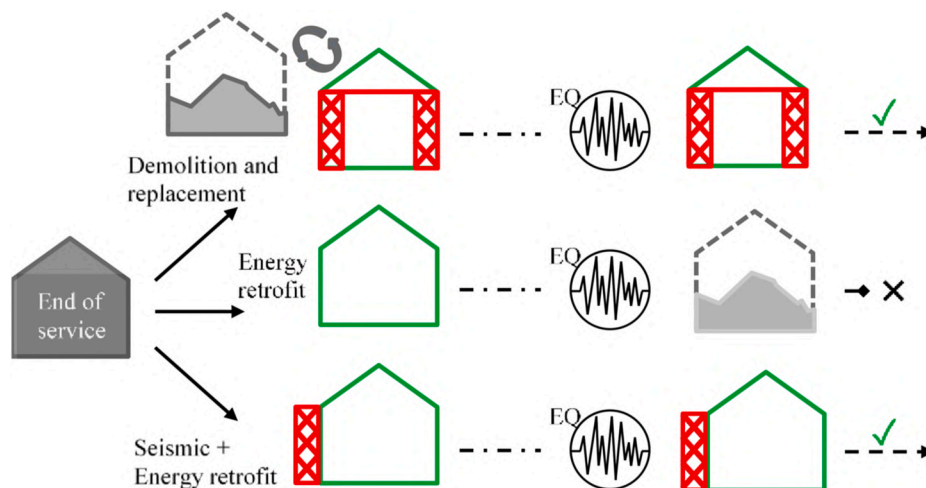 EQ
Demolition and
replacement
End of
service
Energy
retrofit
EQ
Seismic +
Energy retrofit
EQ